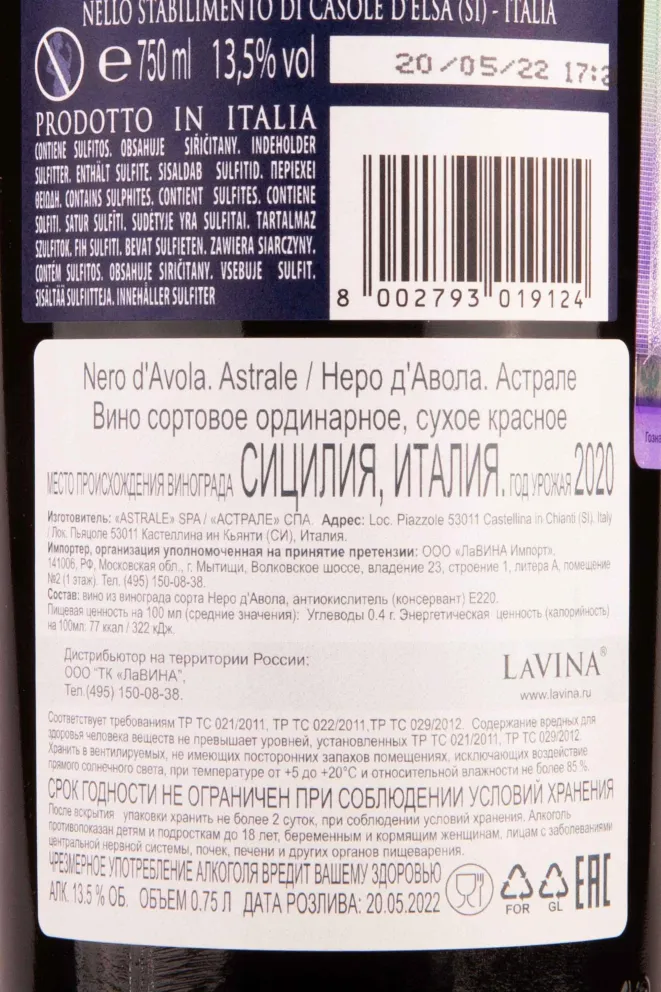 NELLO STABILIMENTO DI CASOLE D'ELSA (SI) - ITALIA
e 750 ml 13,5% vol
20/05/22 17:2
PRODOTTO IN ITALIA
CONTIENE SULFITOS. OBSAHUJE SIŘIČITANY. INDEHOLDER
SULFITTER. ENTHÄLT SULFITE. SISALDAB SULFITID. ΠΕΡΙΕΧΕΙ
ΘΕΙΩΔΗ. CONTAINS SULPHITES. CONTIENT SULFITES. CONTIENE
SOLFITI. SATUR SULFĪTI. SUDĖTYJE YRA SULFITAI. TARTALMAZ
SZULFITOK. FIH SULFITI. BEVAT SULFIETEN. ZAWIERA SIARCZYNY.
CONTÉM SULFITOS. OBSAHUJE SIRIČITANY. VSEBUJE SULFIT.
SISÄLTÄÄ SULFIITTEJA. INNEHÅLLER SULFITER
8 002793 019124
Nero d'Avola. Astrale / Неро д'Авола. Астрале
Вино сортовое ординарное, сухое красное
МЕСТО ПРОИСХОЖДЕНИЯ ВИНОГРАДА СИЦИЛИЯ, ИТАЛИЯ. ГОД УРОЖАЯ 2020
Изготовитель: «ASTRALE» SPA / «АСТРАЛЕ» СПА. Адрес: Loc. Piazzole 53011 Castellina in Chianti (SI). Italy
/ Лок. Пьяцоле 53011 Кастеллина ин Кьянти (СИ), Италия.
Импортер, организация уполномоченная на принятие претензии: ООО «ЛаВИНА Импорт»,
141006, РФ, Московская обл., г. Мытищи, Волковское шоссе, владение 23, строение 1, литера А, помещение
№2 (1 этаж). Тел. (495) 150-08-38.
Состав: вино из винограда сорта Неро д'Авола, антиокислитель (консервант) Е220.
Пищевая ценность на 100 мл (средние значения): Углеводы 0.4 г. Энергетическая ценность (калорийность)
на 100мл: 77 ккал / 322 кДж.
Дистрибьютор на территории России:
ООО "ТК «ЛаВИНА",
Тел.(495) 150-08-38.
LAVINA®
www.lavina.ru
Соответствует требованиям ТР ТС 021/2011, ТР ТС 022/2011,ТР ТС 029/2012. Содержание вредных для
здоровья человека веществ не превышает уровней, установленных ТР ТС 021/2011, ТР ТС 029/2012
Хранить в вентилируемых, не имеющих посторонних запахов помещениях, исключающих воздействие
прямого солнечного света, при температуре от +5 до +20°С и относительной влажности не более 85 %.
СРОК ГОДНОСТИ НЕ ОГРАНИЧЕН ПРИ СОБЛЮДЕНИИ УСЛОВИЙ ХРАНЕНИЯ
После вскрытия упаковки хранить не более 2 суток, при соблюдении условий хранения. Алкоголь
противопоказан детям и подросткам до 18 лет, беременным и кормящим женщинам, лицам с заболеваниями
центральной нервной системы, почек, печени и других органов пищеварения.
ЧРЕЗМЕРНОЕ УПОТРЕБЛЕНИЕ АЛКОГОЛЯ ВРЕДИТ ВАШЕМУ ЗДОРОВЬЮ
АЛК. 13.5 % ОБ. ОБЪЕМ 0.75 Л ДАТА РОЗЛИВА: 20.05.2022
FOR
GL
EAC